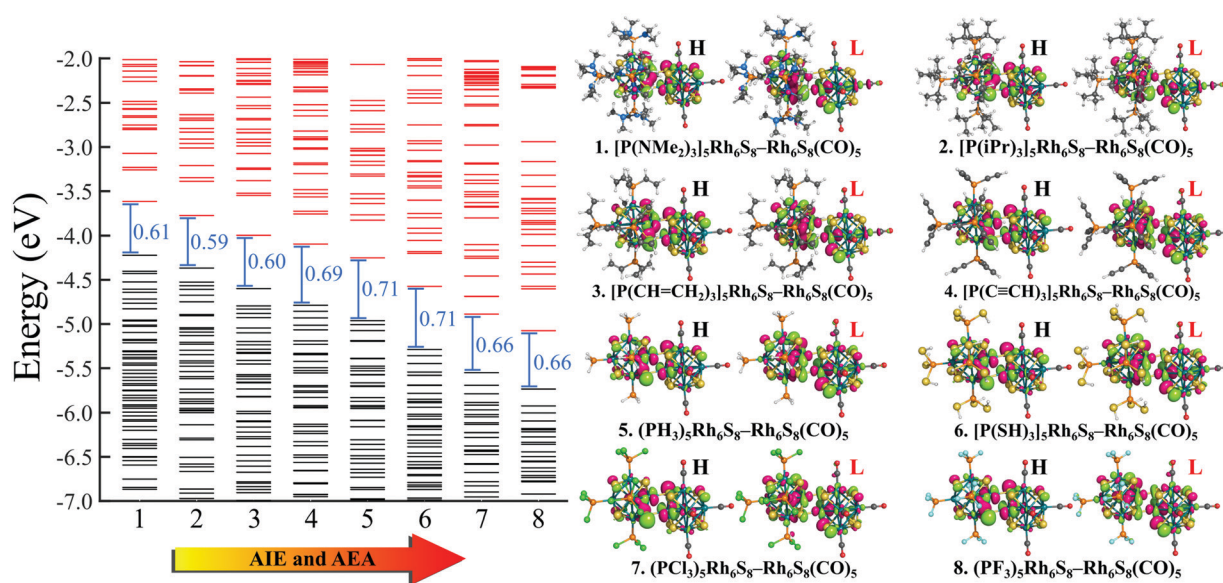 Energy (eV)
-2.0
-2.5
-3.0
-3.5
-4.0
-4.5
-5.0
-5.5
-6.0
-6.5
-7.0
0.61
0.59
0.60
0.69
0.71
0.71
0.66
0.66
1 2 3 4 5 6 7 8
AIE and AEA
H L
1. [P(NMe₂)₃]₅Rh₆S₈–Rh₆S₈(CO)₅
H L
2. [P(iPr)₃]₅Rh₆S₈–Rh₆S₈(CO)₅
H L
3. [P(CH=CH₂)₃]₅Rh₆S₈–Rh₆S₈(CO)₅
H L
4. [P(C≡CH)₃]₅Rh₆S₈–Rh₆S₈(CO)₅
H L
5. (PH₃)₅Rh₆S₈–Rh₆S₈(CO)₅
H L
6. [P(SH)₃]₅Rh₆S₈–Rh₆S₈(CO)₅
H L
7. (PCl₃)₅Rh₆S₈–Rh₆S₈(CO)₅
H L
8. (PF₃)₅Rh₆S₈–Rh₆S₈(CO)₅